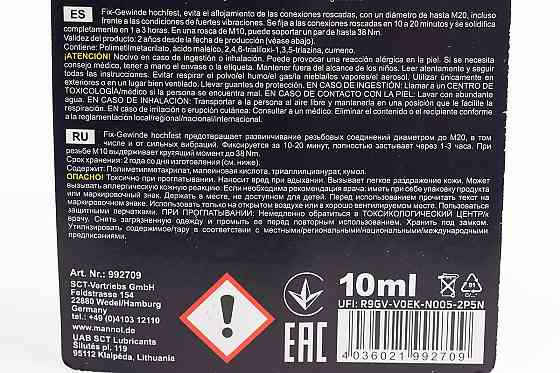 ES Fix-Gewinde hochfest, evita el aflojamiento de las conexiones roscadas, con un diámetro de hasta M20, incluso
frente a las condiciones de fuertes vibraciones. Se fija a las conexiones roscadas en 10 a 20 minutos y se solidifica
completamente en 1 a 3 horas. En una rosca de M10, puede soportar un par de hasta 38 Nm.
Validez del producto: 2 años desde la fecha de producción (véase abajo).
Contiene: Polimetilmetacrilato, ácido maleico, 2,4,6-trialiloxi-1,3,5-triazina, cumeno.
¡ATENCIÓN! Nocivo en caso de ingestión o inhalación. Puede provocar una reacción alérgica en la piel. Si se necesita
consejo médico, tener a mano el envase o la etiqueta. Mantener fuera del alcance de los niños. Leer atentamente y seguir
todas las instrucciones. Evitar respirar el polvo/el humo/el gas/la niebla/los vapores/el aerosol. Utilizar únicamente en
exteriores o en un lugar bien ventilado. Llevar guantes de protección. EN CASO DE INGESTIÓN: Llamar a un CENTRO DE
TOXICOLOGÍA/médico si la persona se encuentra mal. EN CASO DE CONTACTO CON LA PIEL: Lavar con abundante
agua. EN CASO DE INHALACIÓN: Transportar a la persona al aire libre y mantenerla en una posición que le facilite la
respiración. En caso de irritación o erupción cutánea: Consultar a un médico. Eliminar el contenido o el recipiente conforme
a la reglamentación local/regional/nacional/internacional.
RU Fix-Gewinde hochfest предотвращает развинчивание резьбовых соединений диаметром до М20, в том
числе и от сильных вибраций. Фиксируется за 10-20 минут, полностью застывает через 1-3 часа. При
резьбе М10 выдерживает крутящий момент до 38 Nm.
Срок хранения: 2 года со дня изготовления (см. ниже).
Содержит: Полиметилметакрилат, малеиновая кислота, триаллилцианурат, кумол.
ОПАСНО! Токсично при проглатывании. Наносит вред при вдыхании. Вызывает легкое раздражение кожи. Может
вызывать аллергическую кожную реакцию: Если необходима рекомендация врача: иметь при себе упаковку продукта
или маркировочный знак. Держать в месте, не доступном для детей. Перед использованием прочитать текст на
маркировочном знаке. Использовать только на открытом воздухе или в хорошо вентилируемом месте. Пользоваться
защитными перчатками. ПРИ ПРОГЛАТЫВАНИИ: Немедленно обратиться в ТОКСИКОЛОГИЧЕСКИЙ ЦЕНТР/к
врачу. Снять загрязненную одежду и промыть ее перед повторным использованием. Хранить под замком.
Утилизировать содержимое/тару в соответствии с местными/региональными/национальными/международными
предписаниями.
Art. Nr.: 992709
SCT-Vertriebs GmbH
Feldstrasse 154
22880 Wedel/Hamburg
Germany
tel.: +49 (0)4103 12110
www.mannol.de
UAB SCT Lubricants
Šilutės pl. 119
95112 Klaipėda, Lithuania
EAC
10ml
01
UFI: R9GV-V0EK-N005-2P5N
4 036021 992709